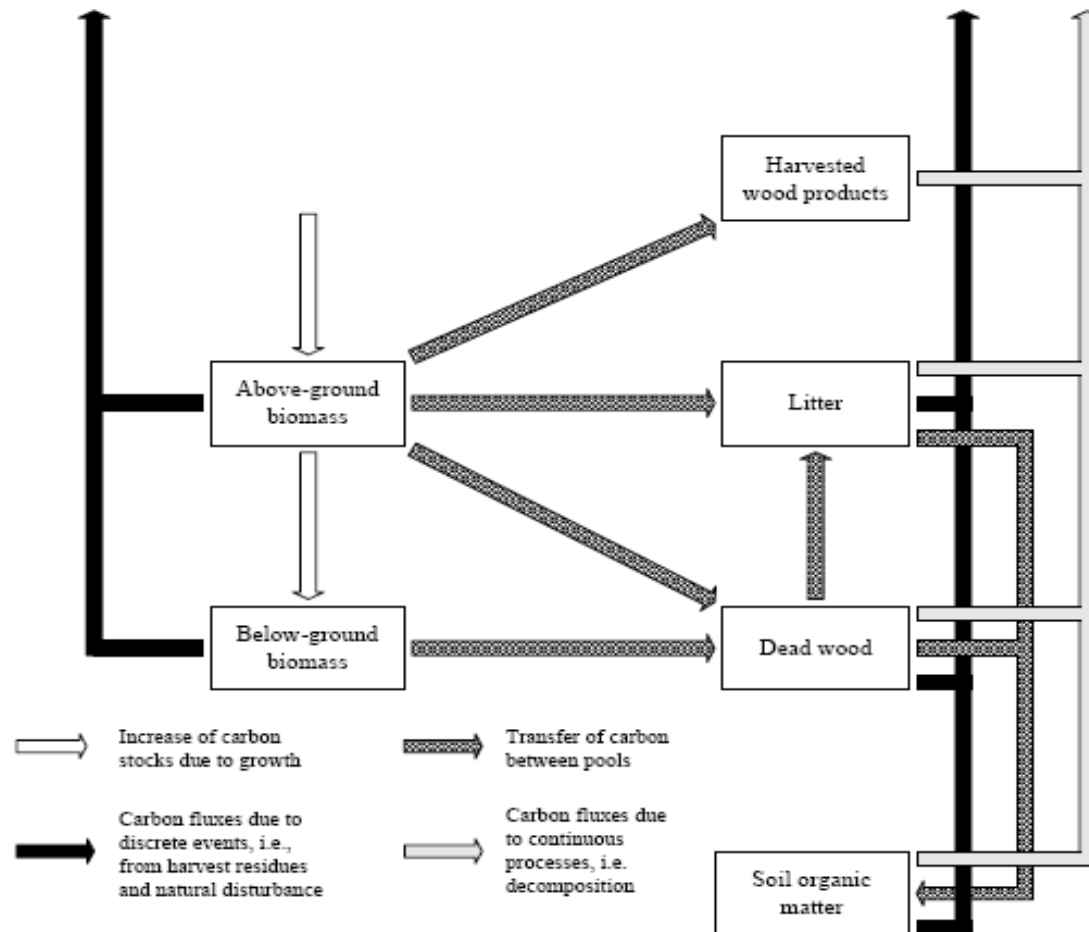 Harvested
wood products
Above-ground
biomass
Litter
Below-ground
biomass
Dead wood
Increase of carbon
stocks due to growth
Transfer of carbon
between pools
Carbon fluxes due to
discrete events, i.e.,
from harvest residues
and natural disturbance
Carbon fluxes due
to continuous
processes, i.e.
decomposition
Soil organic
matter